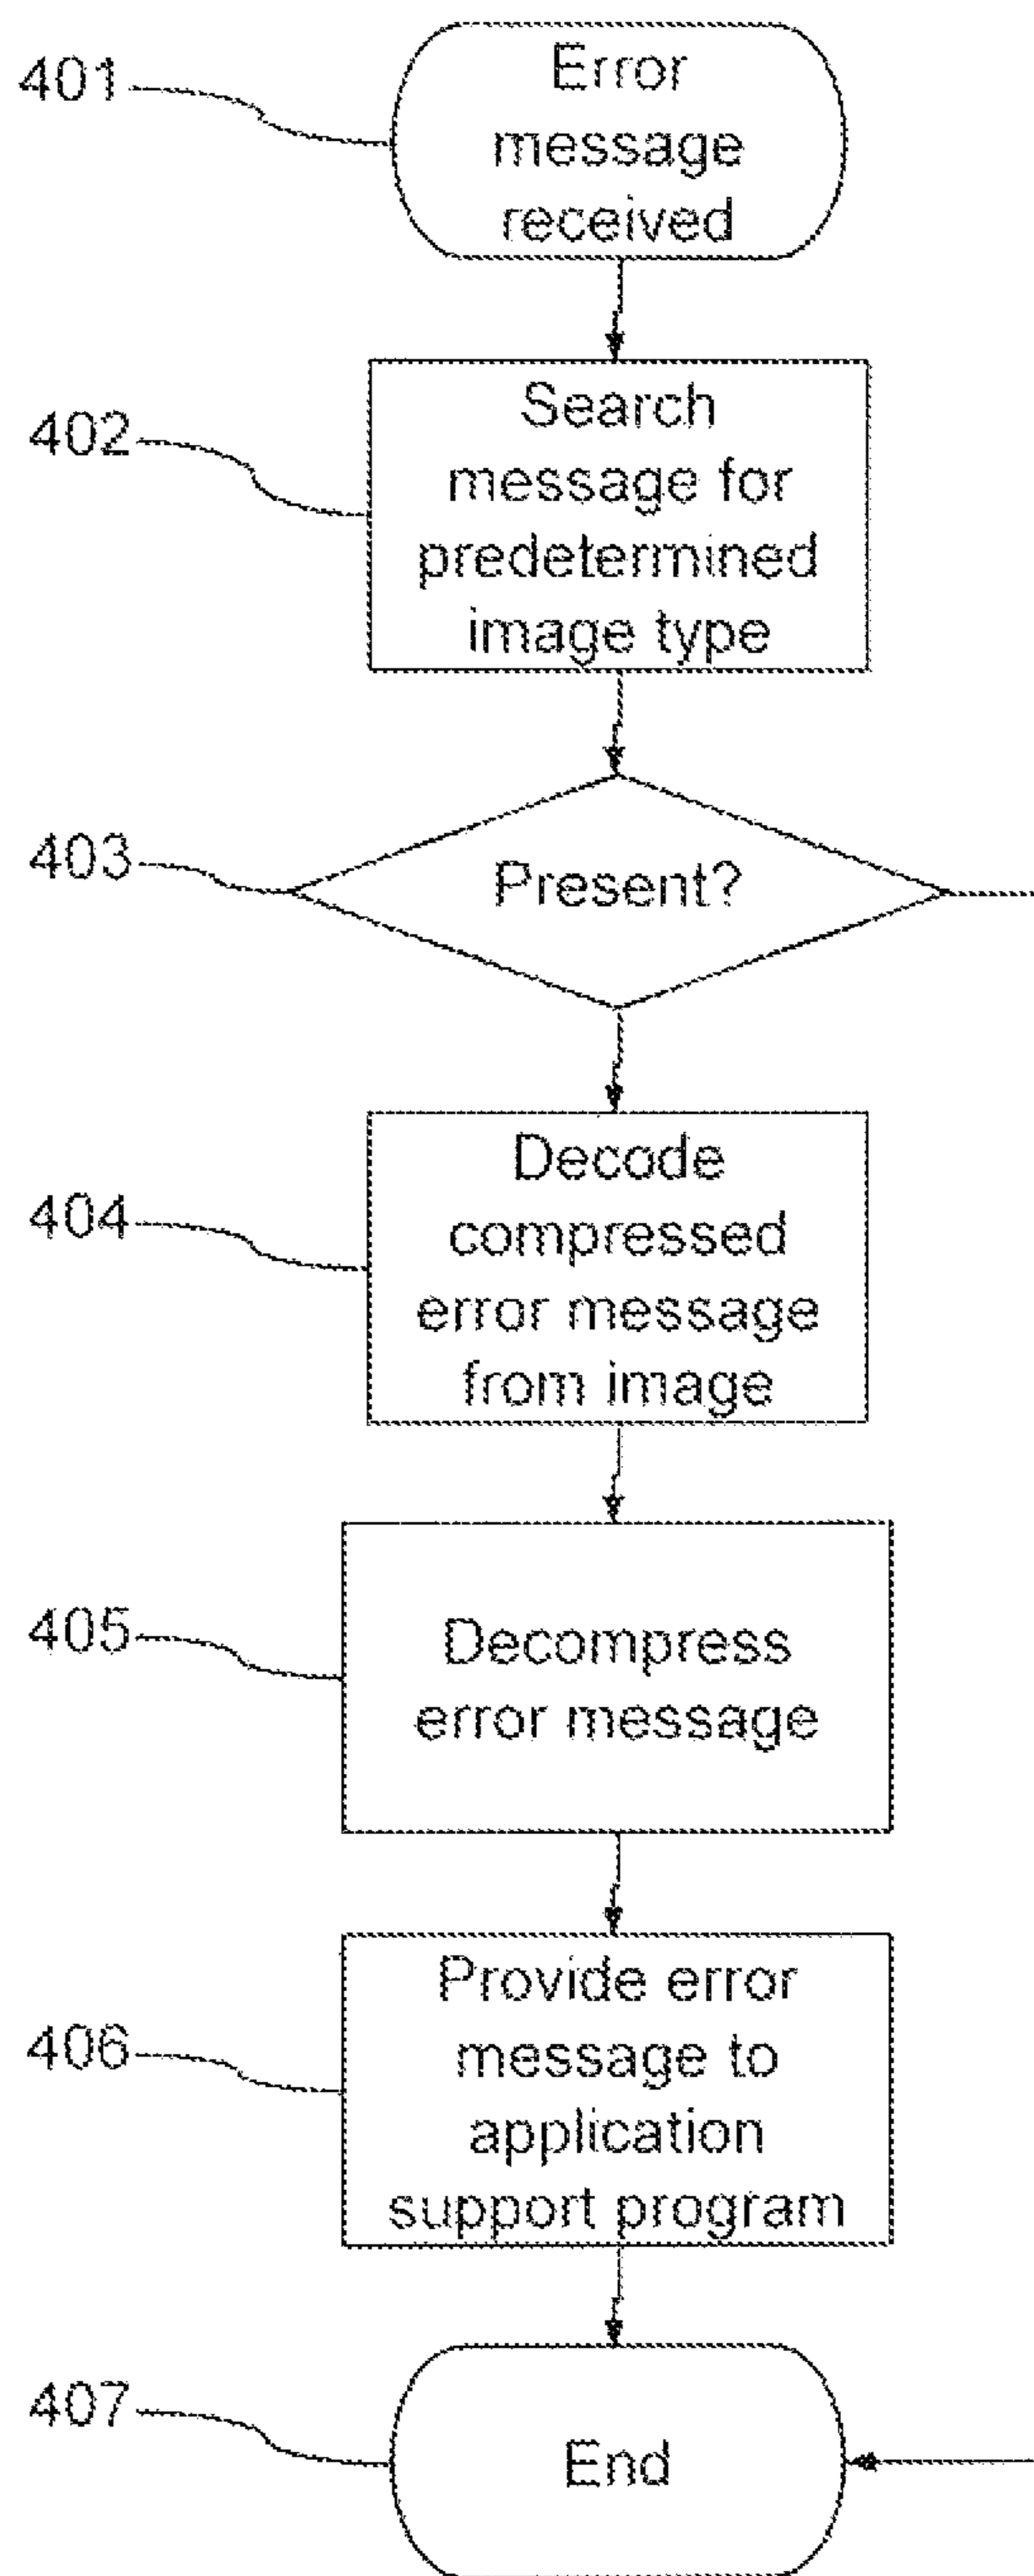 401
Error
message
received
402
Search
message for
predetermined
image type
403
Present?
404
Decode
compressed
error message
from image
405
Decompress
error message
406
Provide error
message to
application
support program
407
End